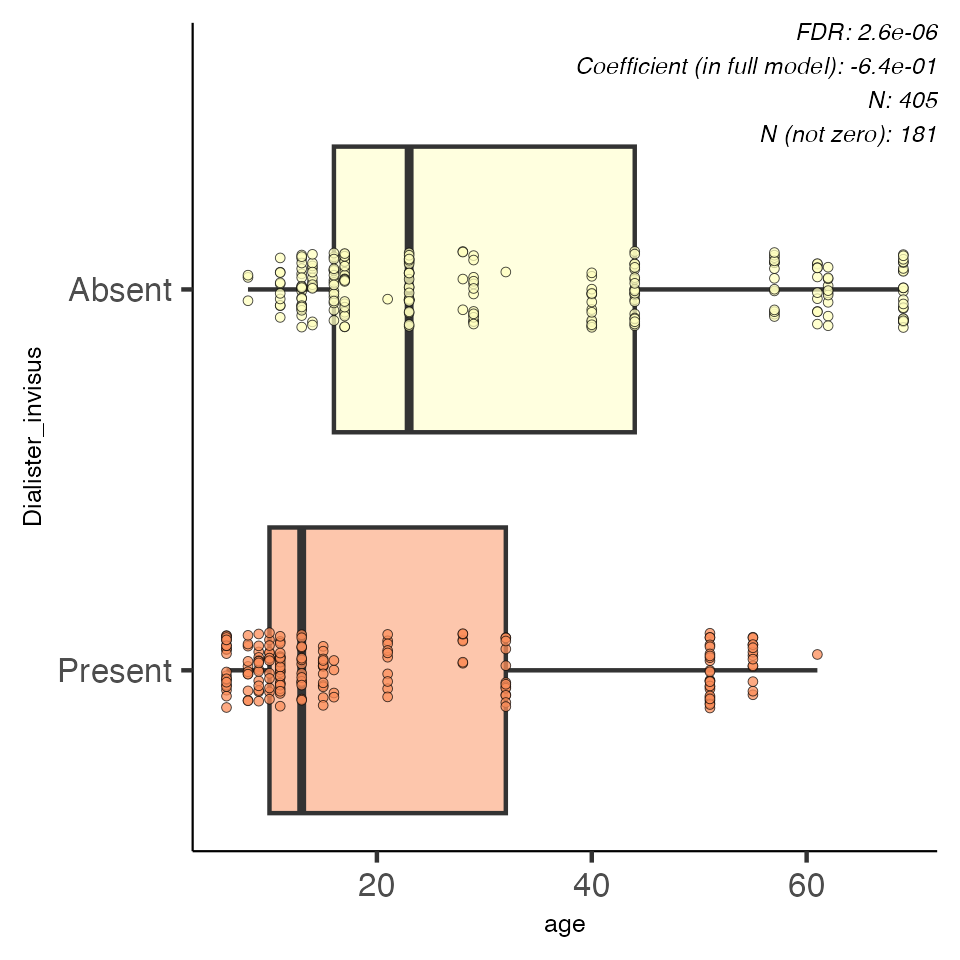 FDR: 2.6e-06
Coefficient (in full model): -6.4e-01
N: 405
N (not zero): 181
Absent
Dialister_invisus
Present
20 40 60
age